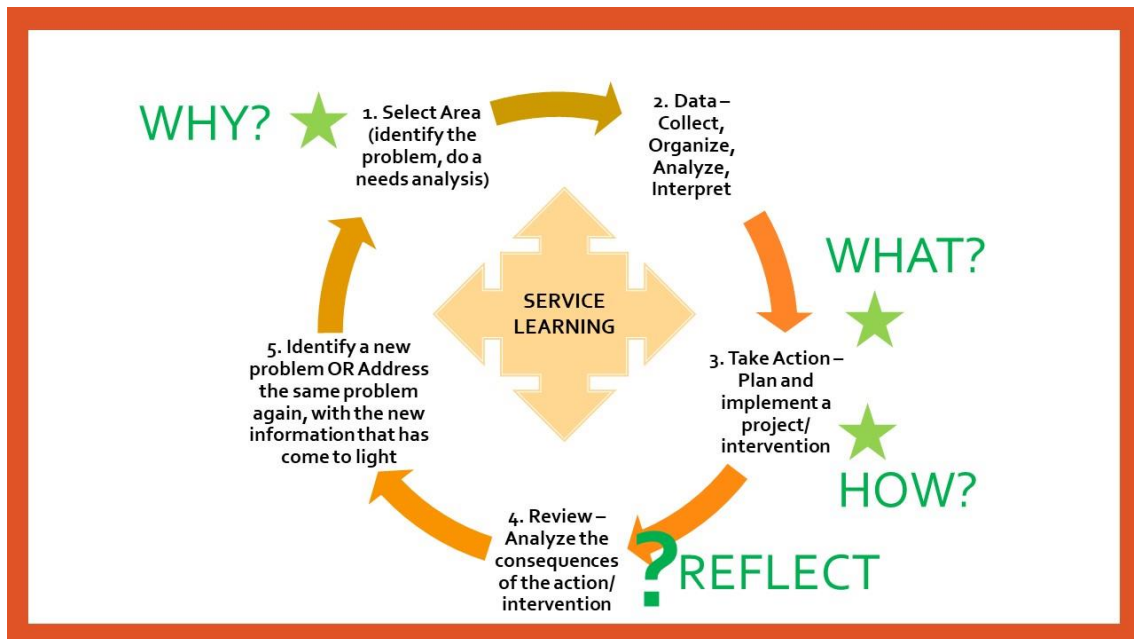 WHY?
1. Select Area
(identify the
problem, do a
needs analysis)
2. Data –
Collect,
Organize,
Analyze,
Interpret
WHAT?
SERVICE
LEARNING
3. Take Action –
Plan and
implement a
project/
intervention
HOW?
4. Review –
Analyze the
consequences
of the action/
intervention
?
REFLECT
5. Identify a new
problem OR Address
the same problem
again, with the new
information that has
come to light